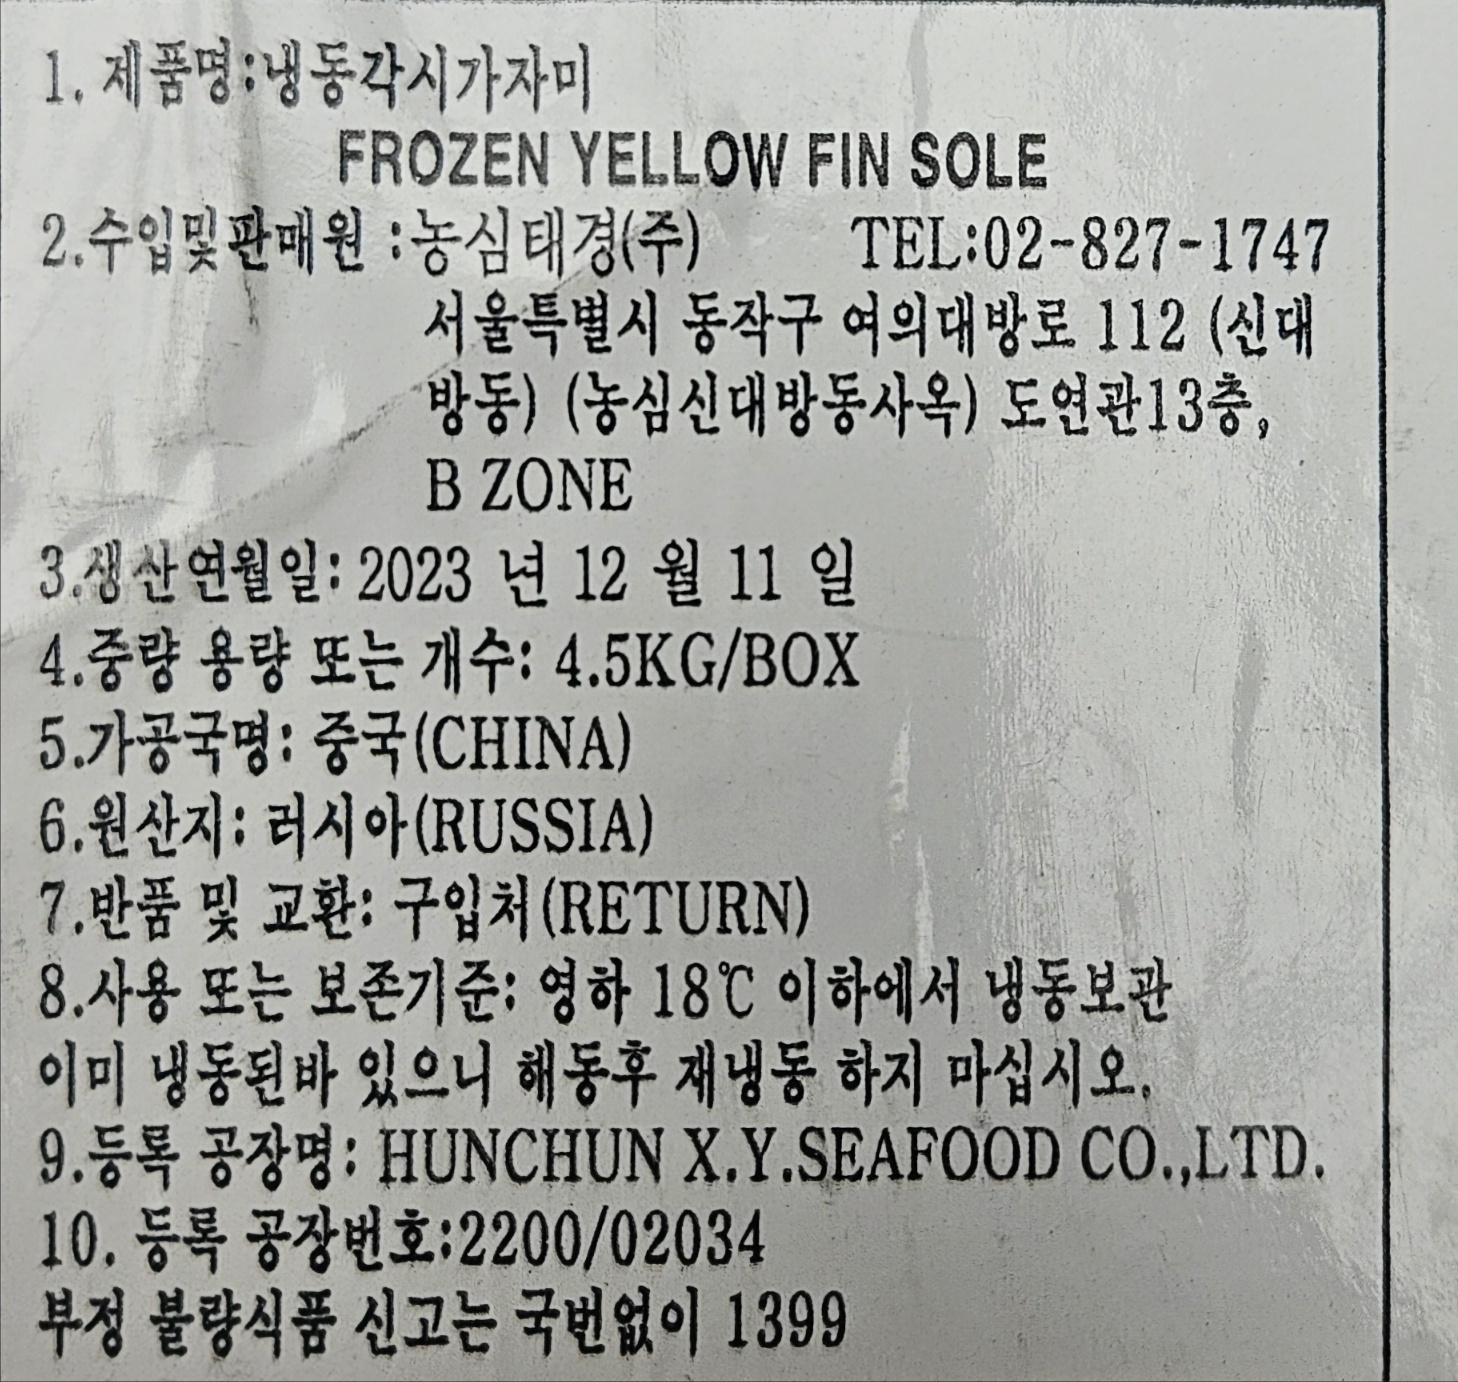 1. 제품명:냉동각시가자미
FROZEN YELLOW FIN SOLE
2.수입및판매원 :농심태경(주) TEL:02-827-1747
서울특별시 동작구 여의대방로 112 (신대
방동) (농심신대방동사옥) 도연관13층,
B ZONE
3.생산연월일: 2023 년 12 월 11 일
4.중량 용량 또는 개수: 4.5KG/BOX
5.가공국명: 중국(CHINA)
6.원산지: 러시아(RUSSIA)
7.반품 및 교환: 구입처(RETURN)
8.사용 또는 보존기준: 영하 18℃ 이하에서 냉동보관
이미 냉동된바 있으니 해동후 재냉동 하지 마십시오.
9.등록 공장명: HUNCHUN X.Y.SEAFOOD CO.,LTD.
10. 등록 공장번호:2200/02034
부정 불량식품 신고는 국번없이 1399